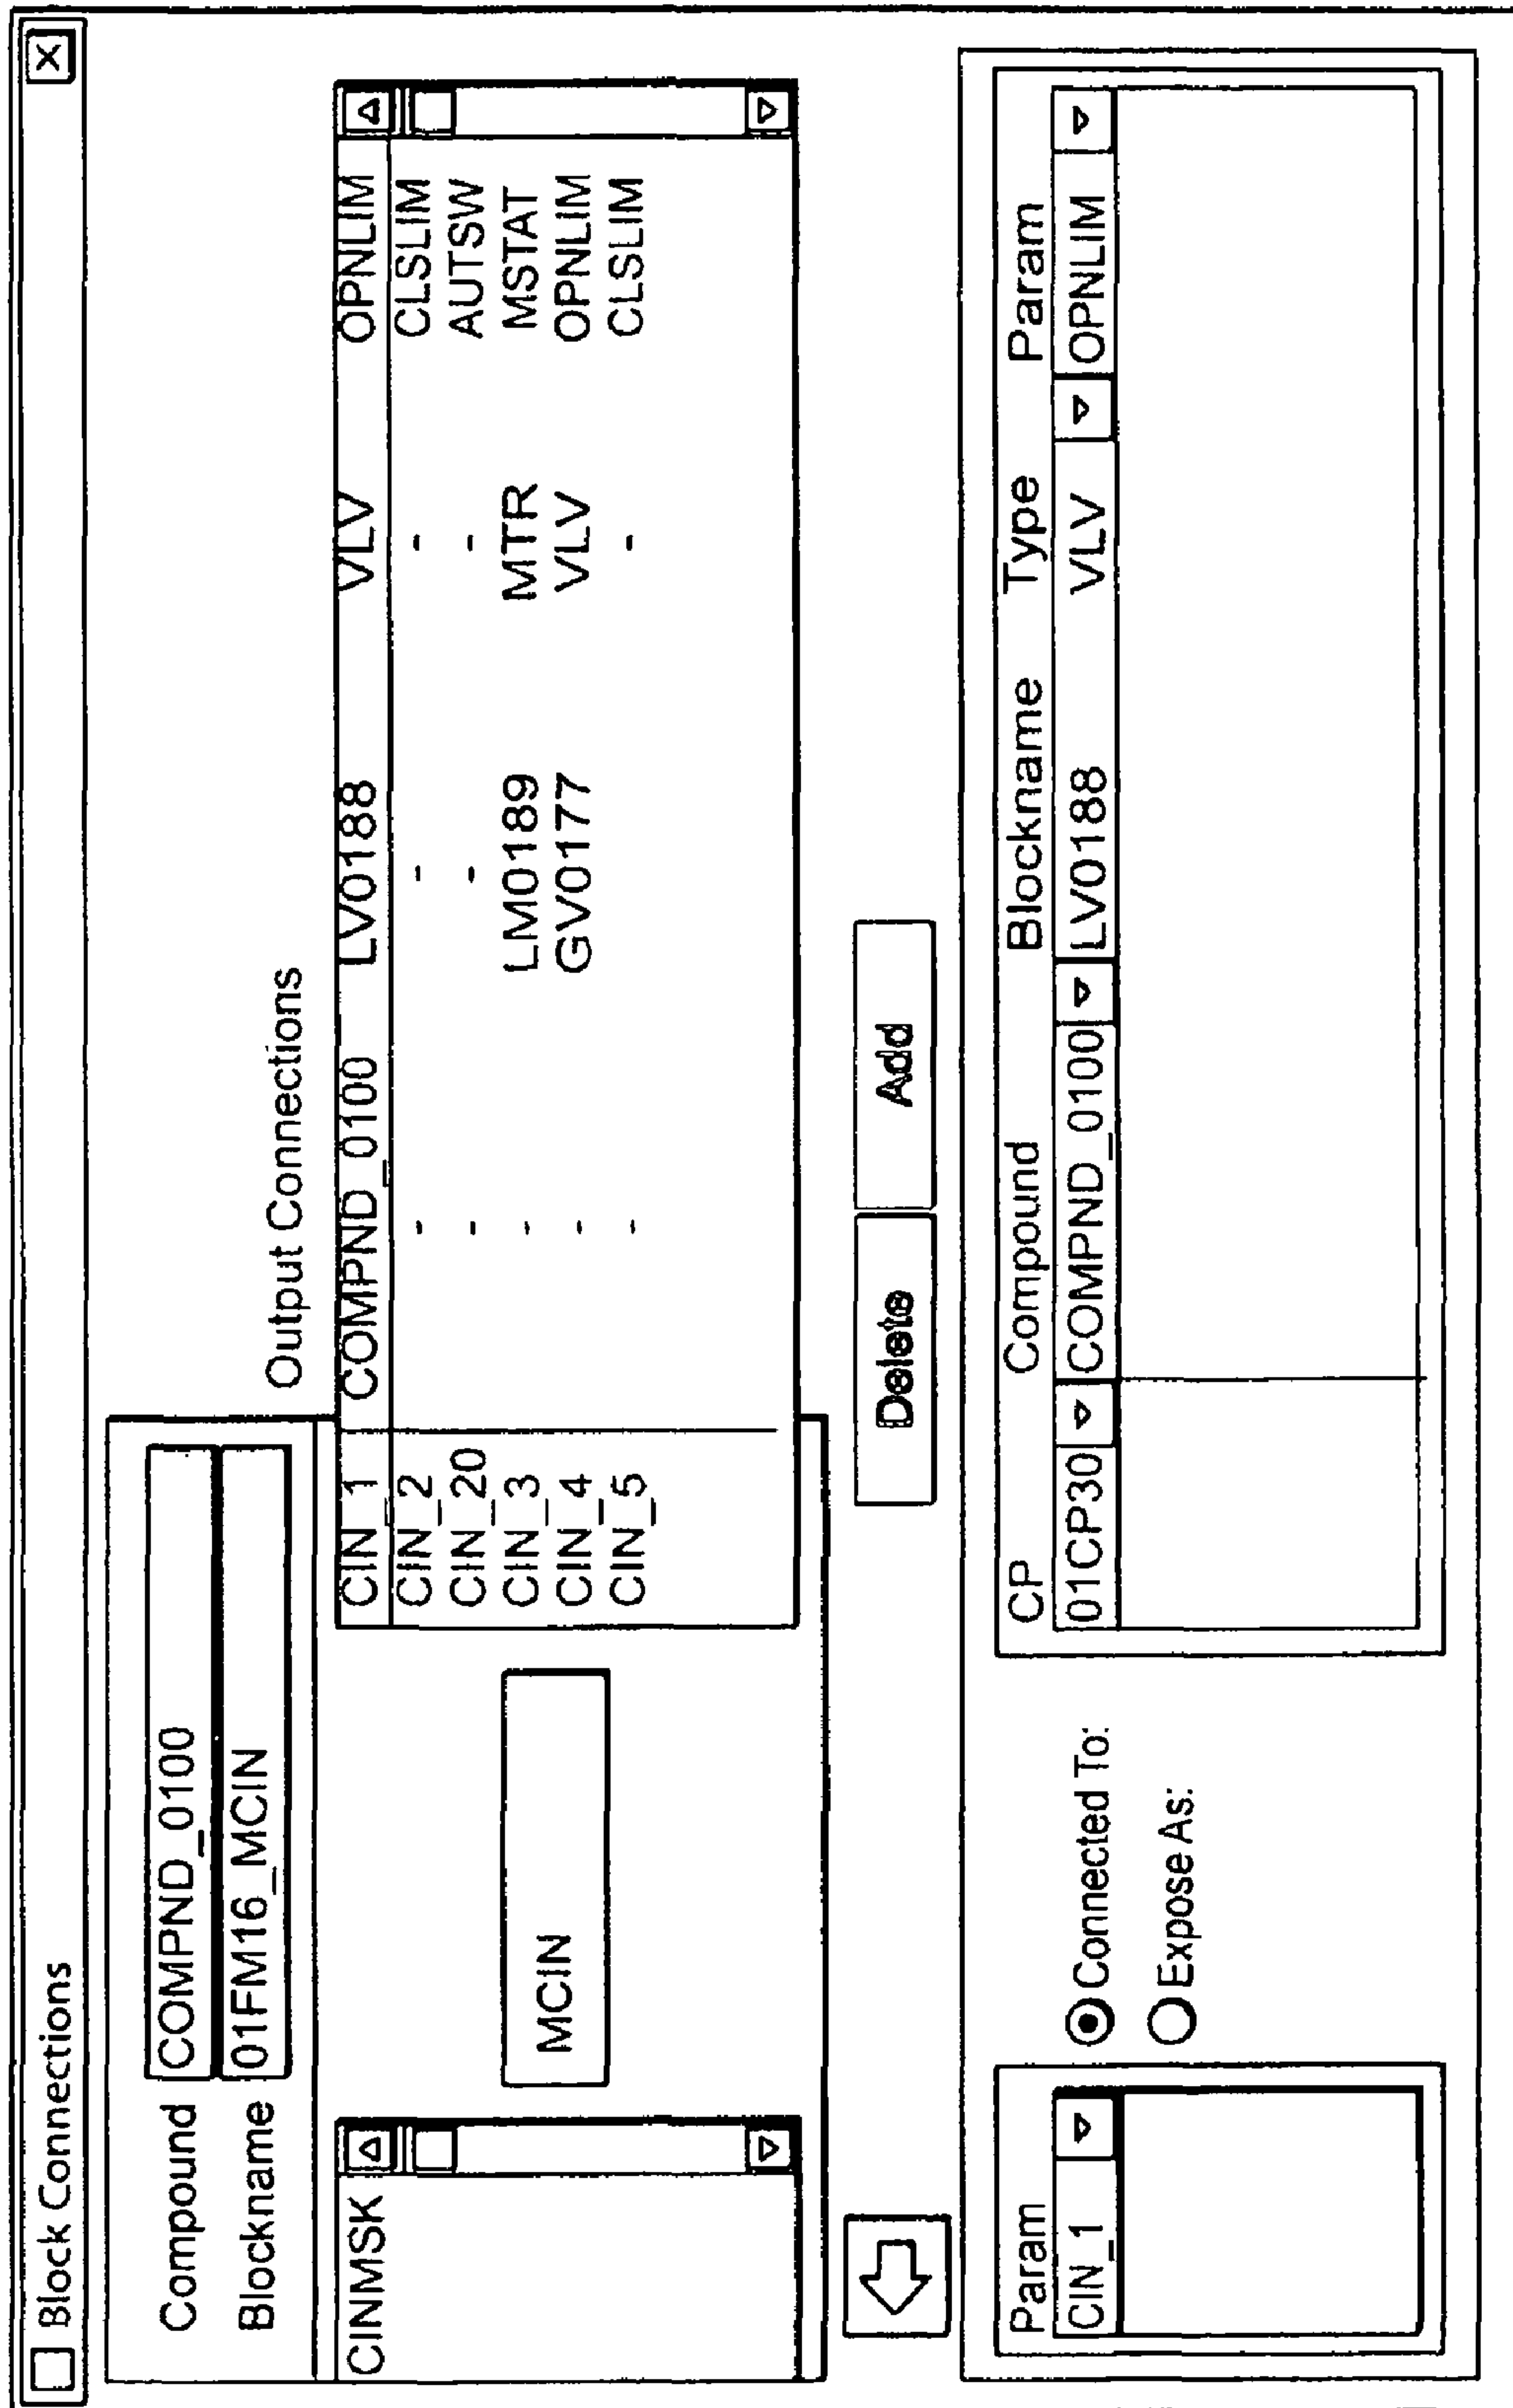 Block Connections X
Compound COMPND_0100
Blockname 01FM16_MCIN
Output Connections
CINMSK
MCIN
CIN_1 COMPND_0100 LV0188 VLV OPNLIM
CIN_2 - - - CLSLIM
CIN_20 - - - AUTSW
CIN_3 - LM0189 MTR MSTAT
CIN_4 - GV0177 VLV OPNLIM
CIN_5 - - CLSLIM
Delete Add
Param
CIN_1
Connected To:
Expose As:
CP Compound Blockname Type Param
01CP30 COMPND_0100 LV0188 VLV OPNLIM